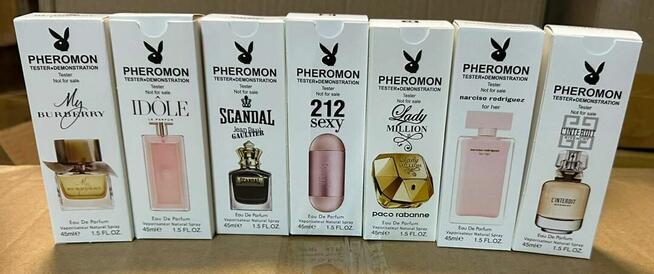 PHEROMON
TESTER•DEMONSTRATION
Tester
Not for sale
My
BURBERRY
Eau De Parfum
Vaporisateur Natural Spray
45ml℮ 1.5 FL.OZ.
PHEROMON
TESTER•DEMONSTRATION
Tester
Not for sale
IDÔLE
LE PARFUM
Eau De Parfum
Vaporisateur Natural Spray
45ml℮ 1.5 FL.OZ.
PHEROMON
TESTER•DEMONSTRATION
Tester
Not for sale
SCANDAL
Jean Paul
GAULTIER
SCANDAL
Eau De Parfum
Vaporisateur Natural Spray
45ml℮ 1.5 FL.OZ.
PHEROMON
TESTER•DEMONSTRATION
Tester
Not for sale
212
sexy
Eau De Parfum
Vaporisateur Natural Spray
45ml℮ 1.5 FL.OZ.
PHEROMON
TESTER•DEMONSTRATION
Tester
Not for sale
Lady
MILLION
paco rabanne
Eau De Parfum
Vaporisateur Natural Spray
45ml℮ 1.5 FL.OZ.
PHEROMON
TESTER•DEMONSTRATION
Tester
Not for sale
narciso rodriguez
for her
Eau De Parfum
Vaporisateur Natural Spray
45ml℮ 1.5 FL.OZ.
PHEROMON
TESTER•DEMONSTRATION
Tester
Not for sale
L'INTERDIT
L'INTERDIT
Eau De Parfum
Vaporisateur Natural Spray
45ml℮ 1.5 FL.OZ.